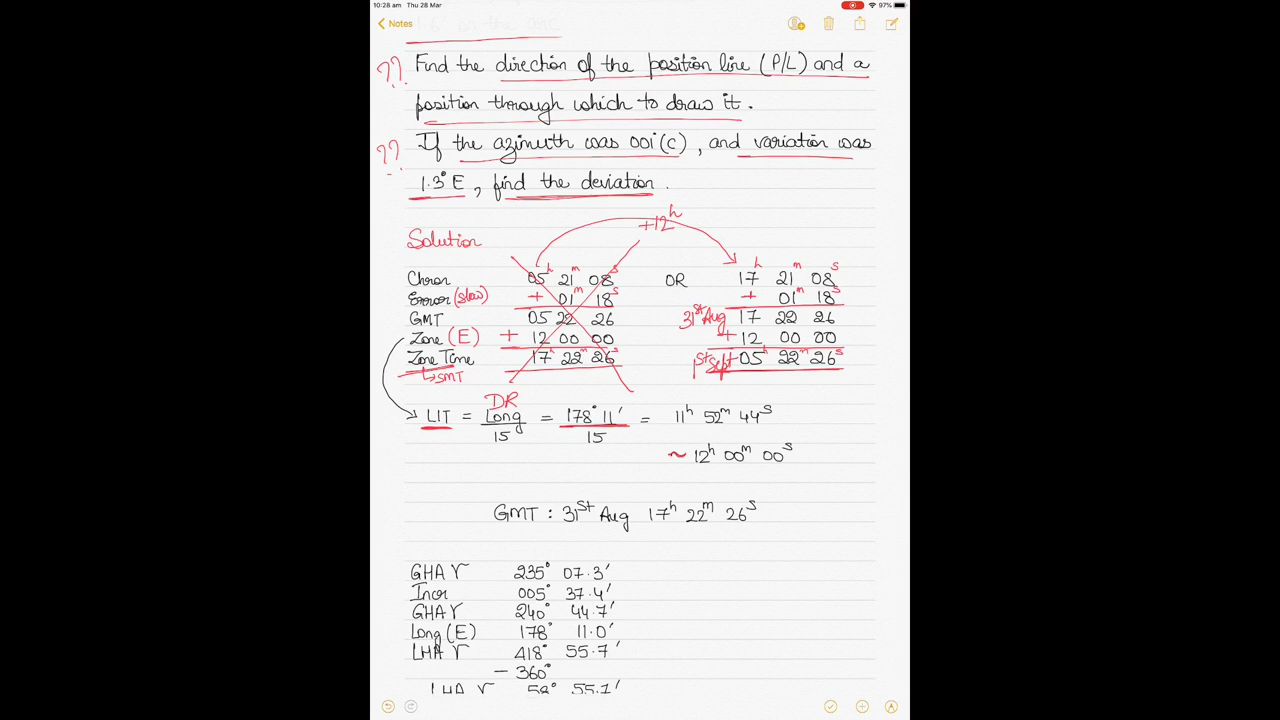 10:28 am Thu 28 Mar 97%
Notes
?? Find the direction of the position line (P/L) and a
position through which to draw it.
?? If the azimuth was 001(C), and variation was
1.3° E, find the deviation.
+12h
Solution
Chron 05h 21m 08s OR 17h 21m 08s
Error (slow) + 01m 18s + 01m 18s
GMT 05 22 26 31st Aug 17 22 26
Zone (E) + 12 00 00 + 12 00 00
Zone Time 17h 22m 26s 1st Sept 05h 22m 26s
↳ SMT
DR
LIT = Long = 178° 11' = 11h 52m 44s
15 15
~ 12h 00m 00s
GMT : 31st Aug 17h 22m 26s
GHA ♈ 235° 07.3'
Incr 005° 37.4'
GHA ♈ 240° 44.7'
Long (E) 178° 11.0'
LHA ♈ 418° 55.7'
- 360°
LHA ♈ 58° 55.7'